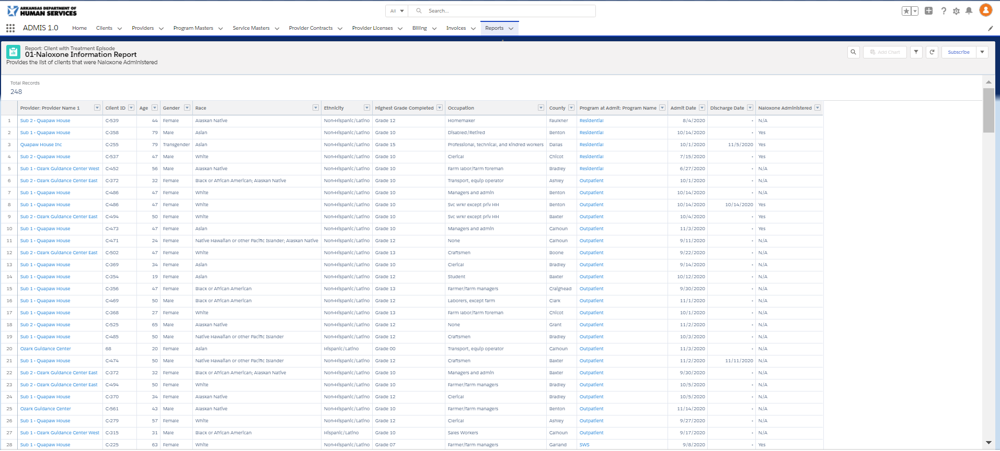 ARKANSAS DEPARTMENT OF
HUMAN SERVICES
All Search...
ADMIS 1.0 Home Clients Providers Program Masters Service Masters Provider Contracts Provider Licenses Billing Invoices Reports
Report: Client with Treatment Episode
01-Naloxone Information Report
Provides the list of clients that were Naloxone Administered
Add Chart Subscribe
Total Records
248
Provider: Provider Name 1 Client ID Age Gender Race Ethnicity Highest Grade Completed Occupation County Program at Admit: Program Name Admit Date Discharge Date Naloxone Administered
1 Sub 2 - Quapaw House C-539 44 Female Alaskan Native Non-Hispanic/Latino Grade 12 Homemaker Faulkner Residential 8/4/2020 - N/A
2 Sub 1 - Quapaw House C-358 79 Male Asian Non-Hispanic/Latino Grade 10 Disabled/Retired Benton Residential 10/14/2020 - Yes
3 Quapaw House Inc C-255 79 Transgender Asian Non-Hispanic/Latino Grade 15 Professional, technical, and kindred workers Dallas Residential 10/1/2020 11/5/2020 Yes
4 Sub 2 - Quapaw House C-537 47 Male White Non-Hispanic/Latino Grade 10 Clerical Chicot Residential 7/15/2020 - Yes
5 Sub 1 - Ozark Guidance Center West C-452 56 Male Alaskan Native Non-Hispanic/Latino Grade 10 Farm labor/farm foreman Bradley Residential 6/27/2020 - N/A
6 Sub 2 - Ozark Guidance Center East C-372 32 Female Black or African American; Alaskan Native Non-Hispanic/Latino Grade 10 Transport, equip operator Ashley Outpatient 10/1/2020 - N/A
7 Sub 1 - Quapaw House C-486 47 Female White Non-Hispanic/Latino Grade 10 Managers and admin Benton Outpatient 10/14/2020 - N/A
8 Sub 1 - Quapaw House C-486 47 Female White Non-Hispanic/Latino Grade 10 Svc wrkr except priv HH Benton Outpatient 10/14/2020 10/14/2020 Yes
9 Sub 2 - Ozark Guidance Center East C-494 50 Female White Non-Hispanic/Latino Grade 10 Svc wrkr except priv HH Baxter Outpatient 10/4/2020 - Yes
10 Sub 1 - Quapaw House C-473 47 Female Asian Non-Hispanic/Latino Grade 10 Managers and admin Calhoun Outpatient 11/3/2020 - Yes
11 Sub 1 - Quapaw House C-471 24 Female Native Hawaiian or other Pacific Islander; Alaskan Native Non-Hispanic/Latino Grade 12 None Calhoun Outpatient 9/11/2020 - N/A
12 Sub 2 - Ozark Guidance Center East C-502 47 Female White Non-Hispanic/Latino Grade 13 Craftsmen Boone Outpatient 9/22/2020 - N/A
13 Sub 1 - Quapaw House C-369 34 Female Asian Non-Hispanic/Latino Grade 10 Clerical Bradley Outpatient 9/14/2020 - N/A
14 Sub 1 - Quapaw House C-354 19 Female Asian Non-Hispanic/Latino Grade 12 Student Baxter Outpatient 10/12/2020 - N/A
15 Sub 1 - Quapaw House C-356 47 Female Black or African American Non-Hispanic/Latino Grade 13 Farmer/farm managers Craighead Outpatient 9/30/2020 - N/A
16 Sub 1 - Quapaw House C-469 50 Male Black or African American Non-Hispanic/Latino Grade 12 Laborers, except farm Clark Outpatient 11/1/2020 - N/A
17 Sub 1 - Quapaw House C-368 27 Female White Non-Hispanic/Latino Grade 13 Farm labor/farm foreman Chicot Outpatient 10/1/2020 - N/A
18 Sub 2 - Quapaw House C-525 65 Male Alaskan Native Non-Hispanic/Latino Grade 12 None Grant Outpatient 11/2/2020 - N/A
19 Sub 1 - Quapaw House C-485 50 Male Native Hawaiian or other Pacific Islander Non-Hispanic/Latino Grade 12 Craftsmen Bradley Outpatient 10/3/2020 - N/A
20 Ozark Guidance Center 68 20 Female Asian Hispanic/Latino Grade 00 Transport, equip operator Calhoun Outpatient 11/3/2020 - N/A
21 Sub 1 - Quapaw House C-474 50 Male Native Hawaiian or other Pacific Islander Non-Hispanic/Latino Grade 12 Craftsmen Baxter Outpatient 11/2/2020 11/11/2020 N/A
22 Sub 2 - Ozark Guidance Center East C-372 32 Female Black or African American; Alaskan Native Non-Hispanic/Latino Grade 10 Managers and admin Baxter Outpatient 9/30/2020 - N/A
23 Sub 2 - Ozark Guidance Center East C-494 50 Female White Non-Hispanic/Latino Grade 10 Farmer/farm managers Bradley Outpatient 10/5/2020 - N/A
24 Sub 1 - Quapaw House C-370 34 Female Alaskan Native Non-Hispanic/Latino Grade 12 Clerical Bradley Outpatient 10/5/2020 - N/A
25 Ozark Guidance Center C-561 43 Male Alaskan Native Non-Hispanic/Latino Grade 10 Farmer/farm managers Benton Outpatient 11/14/2020 - N/A
26 Sub 1 - Quapaw House C-279 57 Female White Non-Hispanic/Latino Grade 12 Clerical Ashley Outpatient 9/27/2020 - N/A
27 Sub 1 - Ozark Guidance Center West C-315 31 Male Black or African American Hispanic/Latino Grade 10 Sales Workers Calhoun Outpatient 9/17/2020 - N/A
28 Sub 1 - Quapaw House C-225 63 Female White Non-Hispanic/Latino Grade 07 Farmer/farm managers Garland SWS 9/8/2020 - Yes